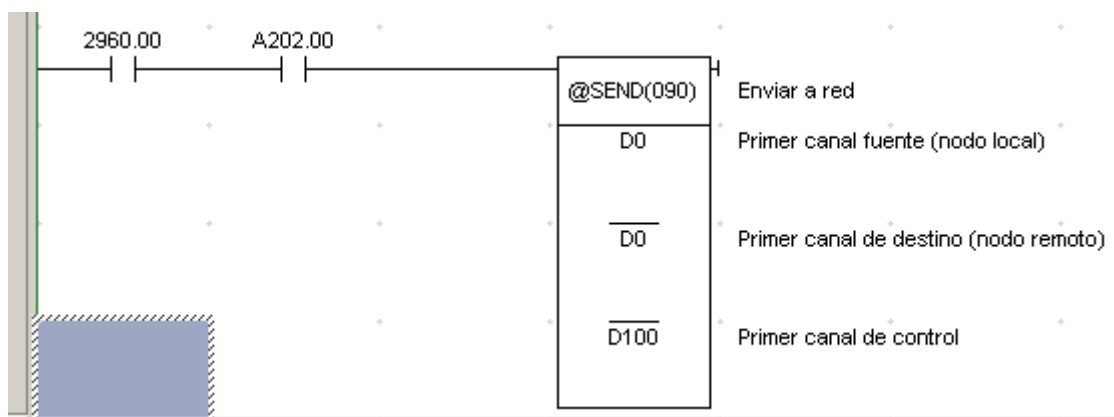 2960.00 A202.00
@SEND(090) Enviar a red
D0 Primer canal fuente (nodo local)
D0 Primer canal de destino (nodo remoto)
D100 Primer canal de control